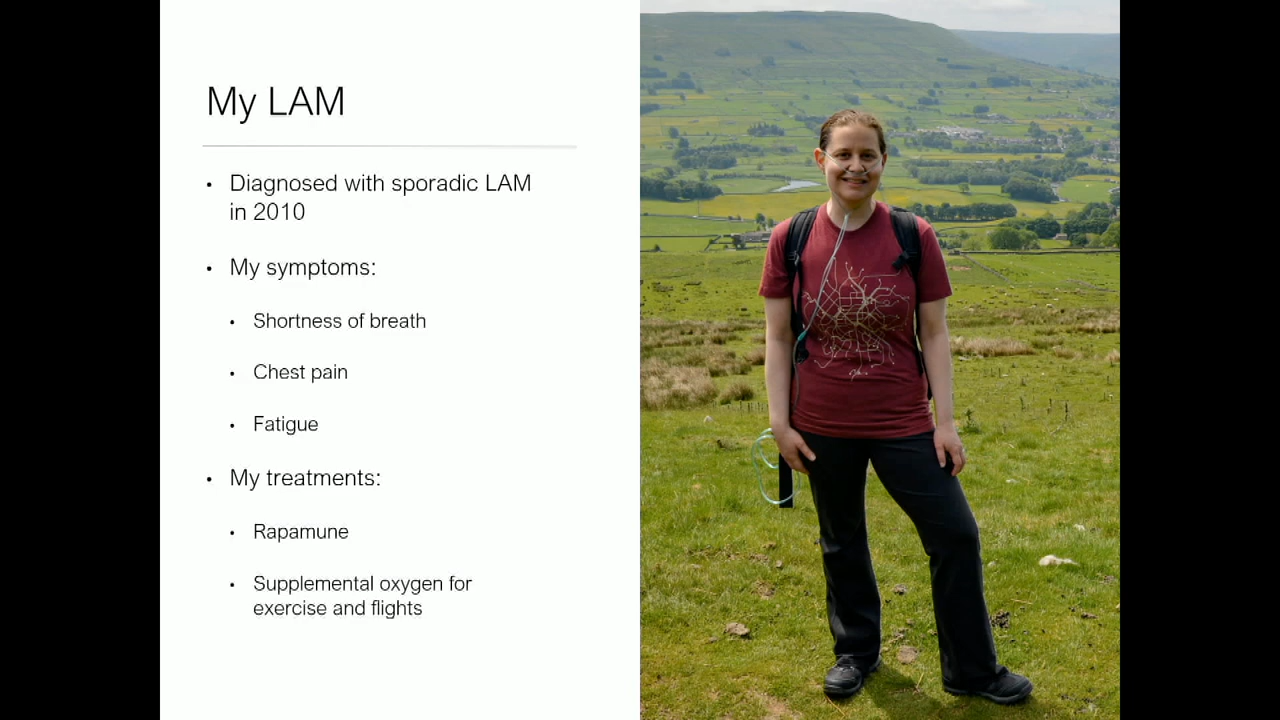 My LAM
• Diagnosed with sporadic LAM
in 2010
• My symptoms:
• Shortness of breath
• Chest pain
• Fatigue
• My treatments:
• Rapamune
• Supplemental oxygen for
exercise and flights